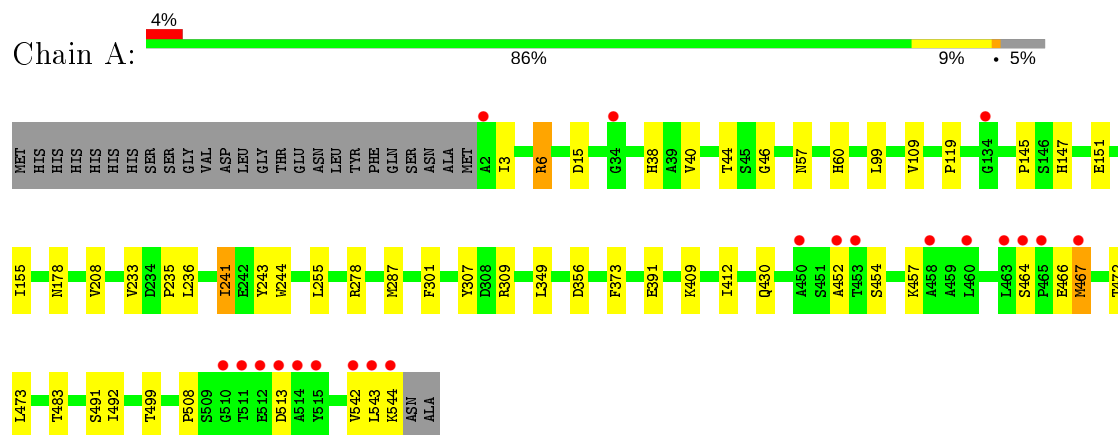 4%
Chain A:
86% 9% • 5%
MET HIS HIS HIS HIS HIS HIS SER SER GLY VAL ASP LEU GLY THR GLU ASN LEU TYR PHE GLN SER ASN ALA MET A2 I3 R6 D15 G34 H38 A39 V40 T44 S45 G46 N57 H60 L99 V109 P119 G134 P145 S146 H147 E151
I155 N178 V208 V233 D234 P235 L236 I241 E242 Y243 W244 L255 R278 M287 F301 Y307 D308 R309 L349 D356 F373 E391 K409 I412 Q430 A450 S451 A452 T453 S454 K457 A458 A459 L460 L463 S464 P465 E466 M467
L473 T483 S491 I492 T499 P508 S509 G510 T511 E512 D513 A514 Y515 V542 L543 K544 ASN ALA